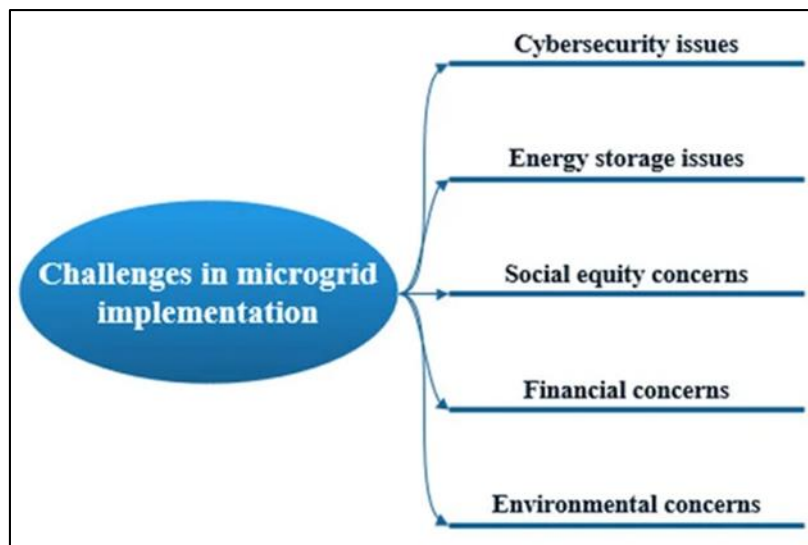 Cybersecurity issues
Energy storage issues
Challenges in microgrid
implementation
Social equity concerns
Financial concerns
Environmental concerns